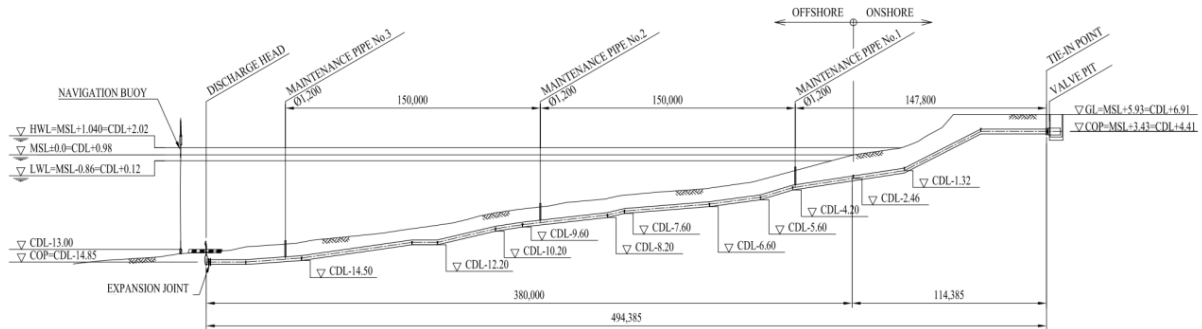 OFFSHORE
ONSHORE
DISCHARGE HEAD
MAINTENANCE PIPE No.3
Ø1,200
MAINTENANCE PIPE No.2
Ø1,200
MAINTENANCE PIPE No.1
Ø1,200
TIE-IN POINT
VALVE PIT
NAVIGATION BUOY
150,000
150,000
147,800
HWL=MSL+1.040=CDL+2.02
MSL±0.0=CDL+0.98
LWL=MSL-0.86=CDL+0.12
GL=MSL+5.93=CDL+6.91
COP=MSL+3.43=CDL+4.41
CDL-1.32
CDL-2.46
CDL-4.20
CDL-5.60
CDL-6.60
CDL-7.60
CDL-8.20
CDL-9.60
CDL-10.20
CDL-12.20
CDL-14.50
CDL-13.00
COP=CDL-14.85
EXPANSION JOINT
380,000
114,385
494,385